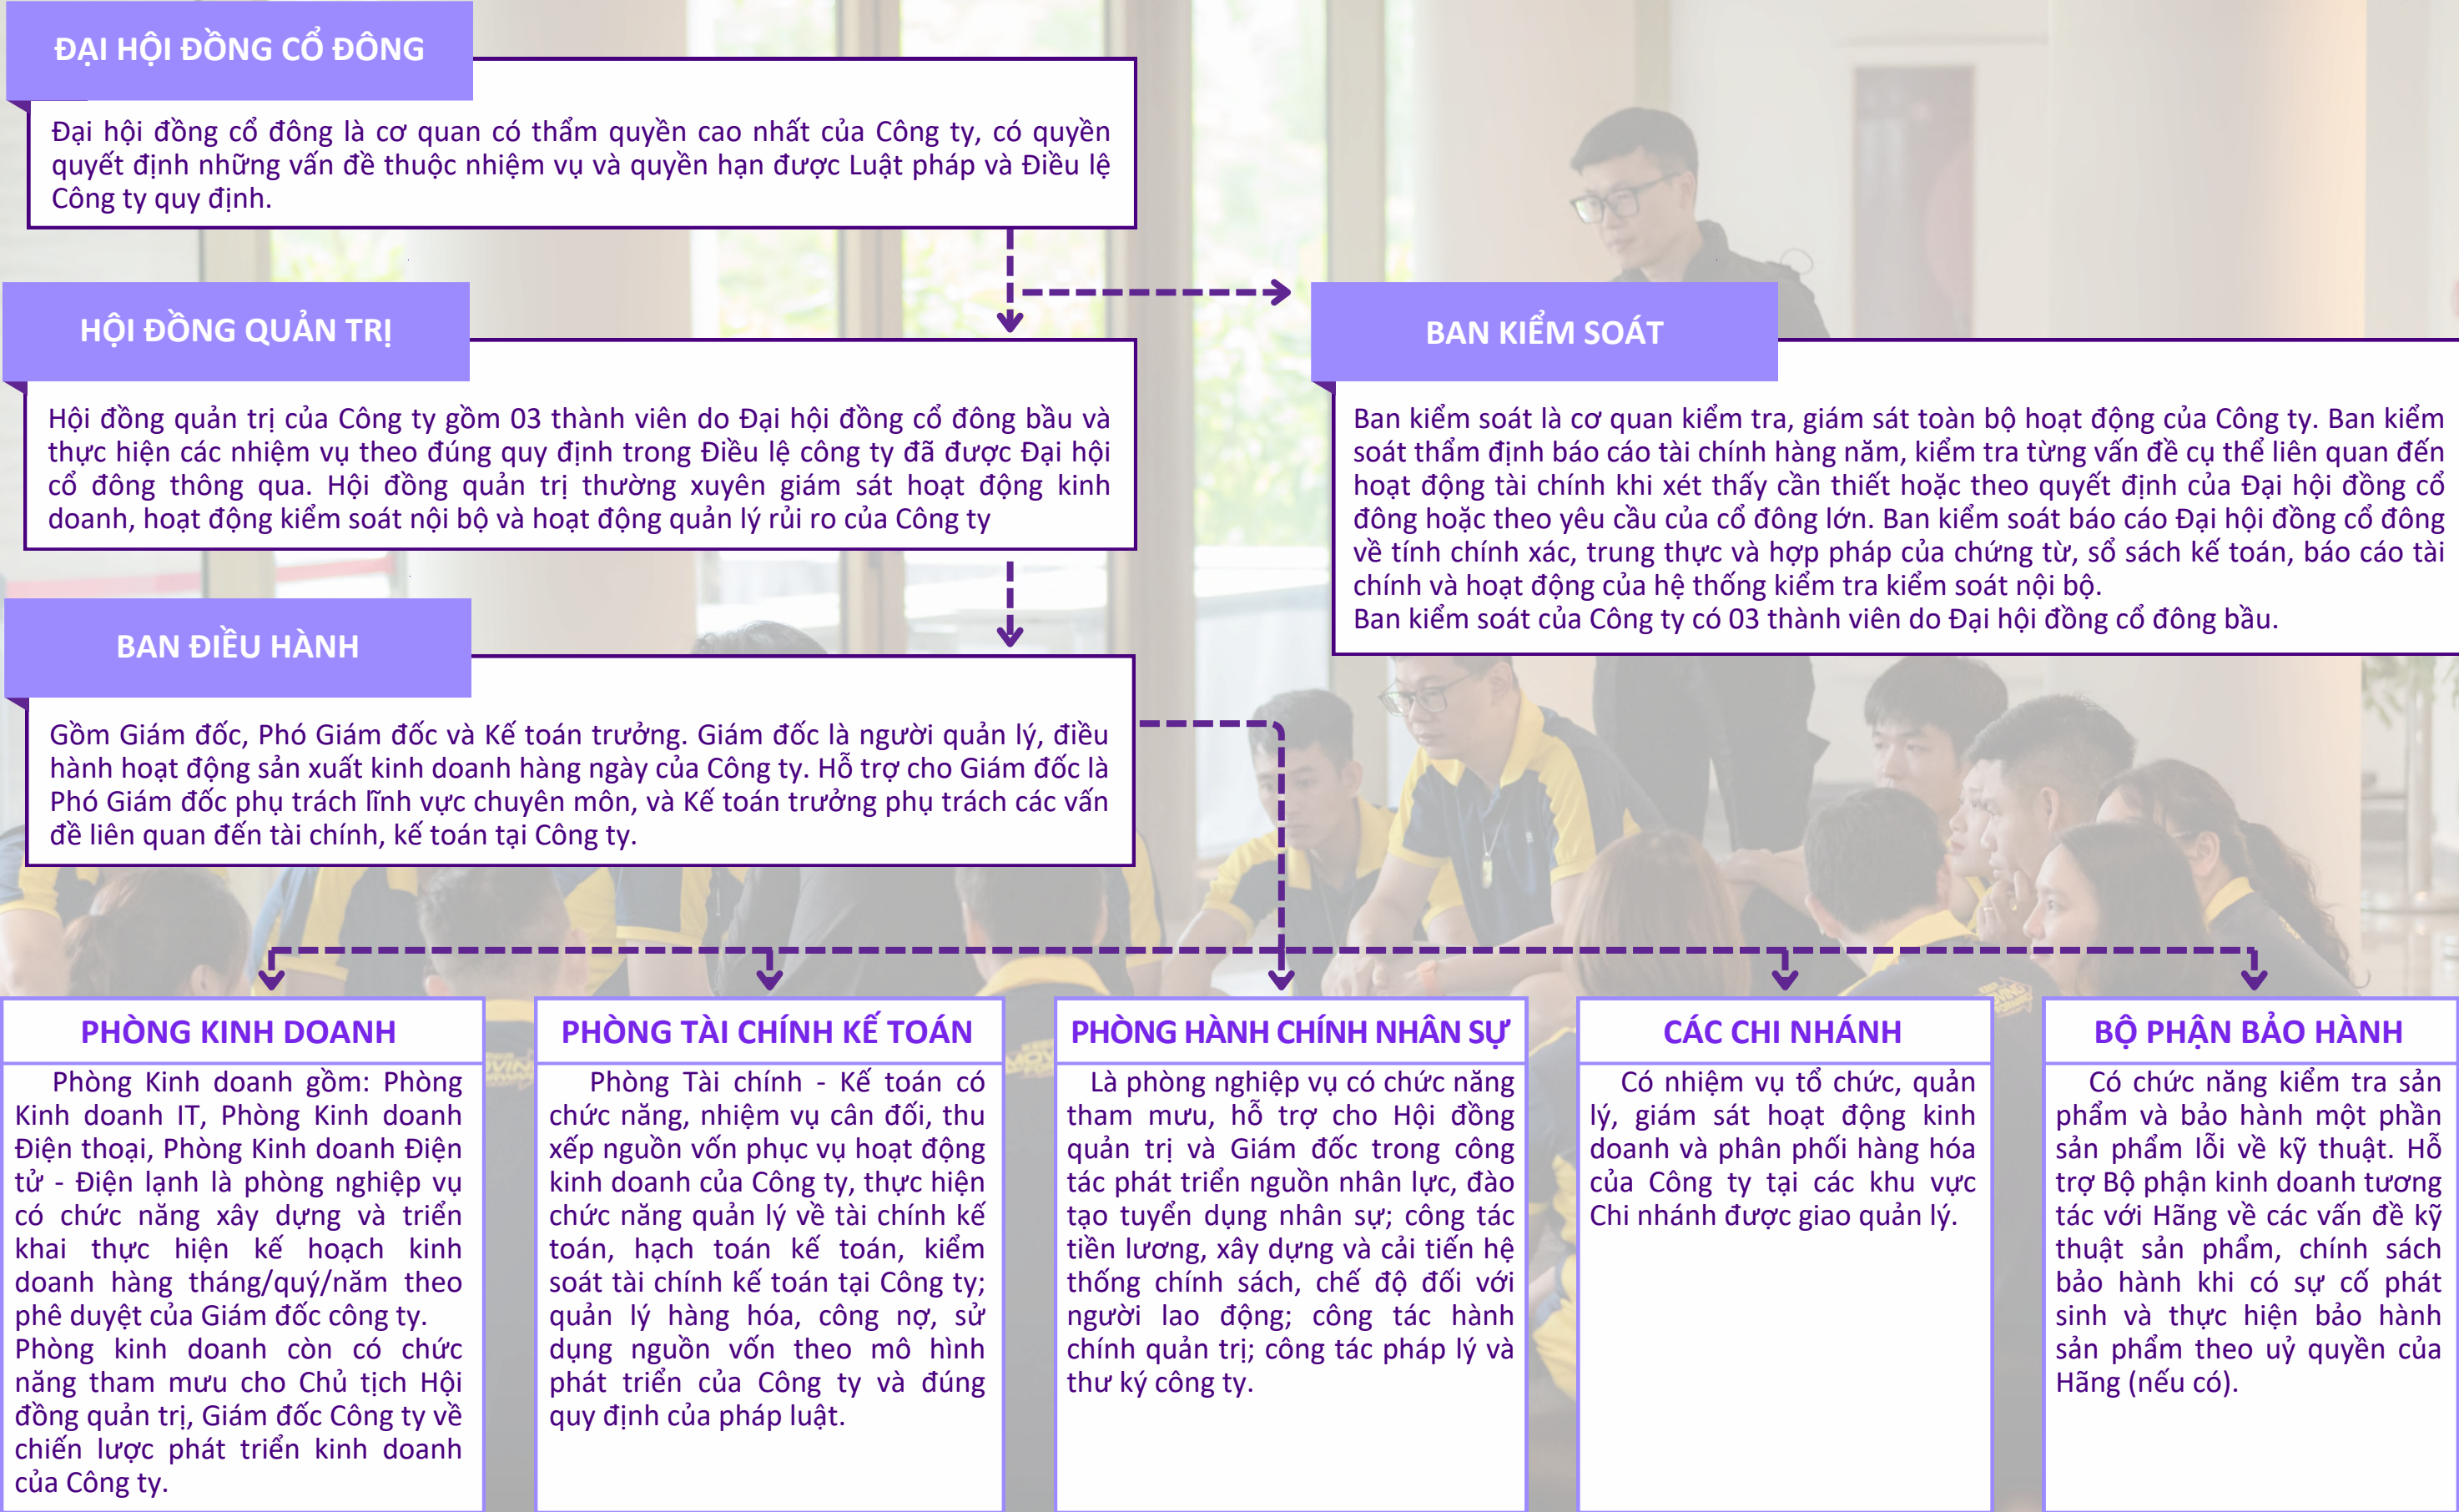 ĐẠI HỘI ĐỒNG CỔ ĐÔNG
Đại hội đồng cổ đông là cơ quan có thẩm quyền cao nhất của Công ty, có quyền
quyết định những vấn đề thuộc nhiệm vụ và quyền hạn được Luật pháp và Điều lệ
Công ty quy định.
HỘI ĐỒNG QUẢN TRỊ
Hội đồng quản trị của Công ty gồm 03 thành viên do Đại hội đồng cổ đông bầu và
thực hiện các nhiệm vụ theo đúng quy định trong Điều lệ công ty đã được Đại hội
cổ đông thông qua. Hội đồng quản trị thường xuyên giám sát hoạt động kinh
doanh, hoạt động kiểm soát nội bộ và hoạt động quản lý rủi ro của Công ty
BAN KIỂM SOÁT
Ban kiểm soát là cơ quan kiểm tra, giám sát toàn bộ hoạt động của Công ty. Ban kiểm
soát thẩm định báo cáo tài chính hàng năm, kiểm tra từng vấn đề cụ thể liên quan đến
hoạt động tài chính khi xét thấy cần thiết hoặc theo quyết định của Đại hội đồng cổ
đông hoặc theo yêu cầu của cổ đông lớn. Ban kiểm soát báo cáo Đại hội đồng cổ đông
về tính chính xác, trung thực và hợp pháp của chứng từ, sổ sách kế toán, báo cáo tài
chính và hoạt động của hệ thống kiểm tra kiểm soát nội bộ.
Ban kiểm soát của Công ty có 03 thành viên do Đại hội đồng cổ đông bầu.
BAN ĐIỀU HÀNH
Gồm Giám đốc, Phó Giám đốc và Kế toán trưởng. Giám đốc là người quản lý, điều
hành hoạt động sản xuất kinh doanh hàng ngày của Công ty. Hỗ trợ cho Giám đốc là
Phó Giám đốc phụ trách lĩnh vực chuyên môn, và Kế toán trưởng phụ trách các vấn
đề liên quan đến tài chính, kế toán tại Công ty.
PHÒNG KINH DOANH
Phòng Kinh doanh gồm: Phòng
Kinh doanh IT, Phòng Kinh doanh
Điện thoại, Phòng Kinh doanh Điện
tử - Điện lạnh là phòng nghiệp vụ
có chức năng xây dựng và triển
khai thực hiện kế hoạch kinh
doanh hàng tháng/quý/năm theo
phê duyệt của Giám đốc công ty.
Phòng kinh doanh còn có chức
năng tham mưu cho Chủ tịch Hội
đồng quản trị, Giám đốc Công ty về
chiến lược phát triển kinh doanh
của Công ty.
PHÒNG TÀI CHÍNH KẾ TOÁN
Phòng Tài chính - Kế toán có
chức năng, nhiệm vụ cân đối, thu
xếp nguồn vốn phục vụ hoạt động
kinh doanh của Công ty, thực hiện
chức năng quản lý về tài chính kế
toán, hạch toán kế toán, kiểm
soát tài chính kế toán tại Công ty;
quản lý hàng hóa, công nợ, sử
dụng nguồn vốn theo mô hình
phát triển của Công ty và đúng
quy định của pháp luật.
PHÒNG HÀNH CHÍNH NHÂN SỰ
Là phòng nghiệp vụ có chức năng
tham mưu, hỗ trợ cho Hội đồng
quản trị và Giám đốc trong công
tác phát triển nguồn nhân lực, đào
tạo tuyển dụng nhân sự; công tác
tiền lương, xây dựng và cải tiến hệ
thống chính sách, chế độ đối với
người lao động; công tác hành
chính quản trị; công tác pháp lý và
thư ký công ty.
CÁC CHI NHÁNH
Có nhiệm vụ tổ chức, quản
lý, giám sát hoạt động kinh
doanh và phân phối hàng hóa
của Công ty tại các khu vực
Chi nhánh được giao quản lý.
BỘ PHẬN BẢO HÀNH
Có chức năng kiểm tra sản
phẩm và bảo hành một phần
sản phẩm lỗi về kỹ thuật. Hỗ
trợ Bộ phận kinh doanh tương
tác với Hãng về các vấn đề kỹ
thuật sản phẩm, chính sách
bảo hành khi có sự cố phát
sinh và thực hiện bảo hành
sản phẩm theo uỷ quyền của
Hãng (nếu có).